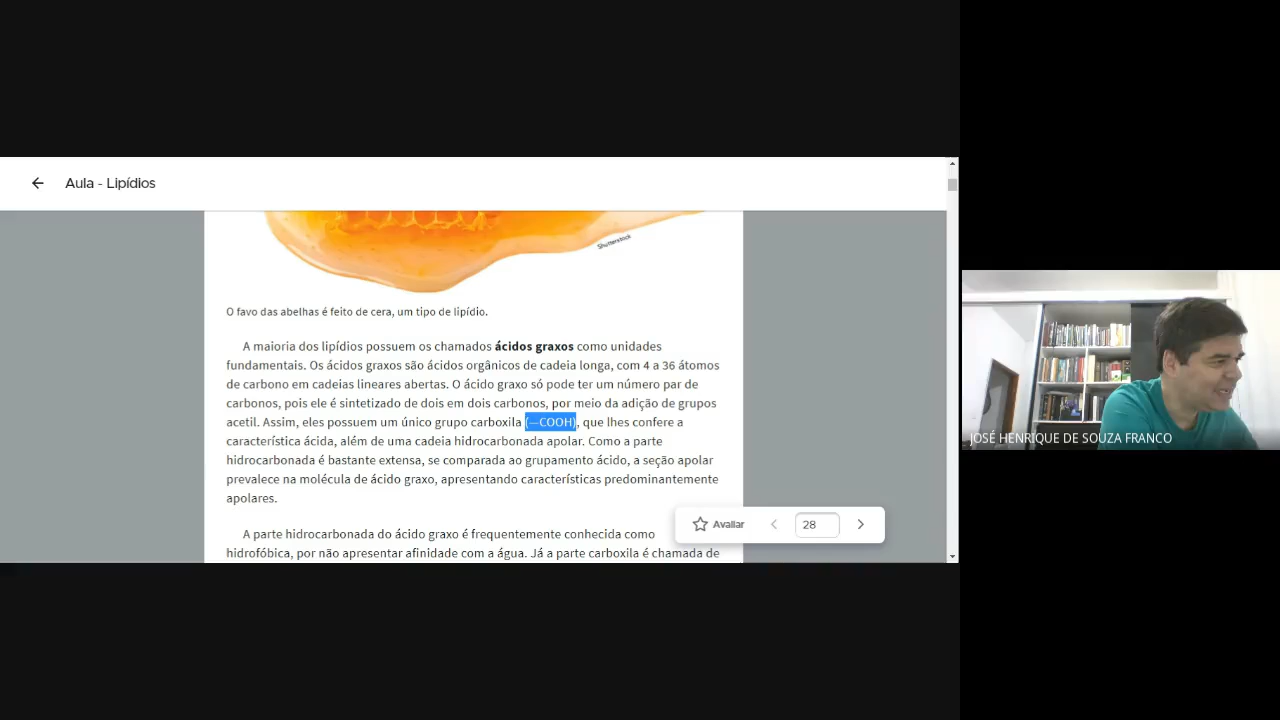 Aula - Lipídios
Shutterstock
O favo das abelhas é feito de cera, um tipo de lipídio.
A maioria dos lipídios possuem os chamados ácidos graxos como unidades
fundamentais. Os ácidos graxos são ácidos orgânicos de cadeia longa, com 4 a 36 átomos
de carbono em cadeias lineares abertas. O ácido graxo só pode ter um número par de
carbonos, pois ele é sintetizado de dois em dois carbonos, por meio da adição de grupos
acetil. Assim, eles possuem um único grupo carboxila (—COOH), que lhes confere a
característica ácida, além de uma cadeia hidrocarbonada apolar. Como a parte
hidrocarbonada é bastante extensa, se comparada ao grupamento ácido, a seção apolar
prevalece na molécula de ácido graxo, apresentando características predominantemente
apolares.
A parte hidrocarbonada do ácido graxo é frequentemente conhecida como
hidrofóbica, por não apresentar afinidade com a água. Já a parte carboxila é chamada de
Avaliar
28
JOSÉ HENRIQUE DE SOUZA FRANCO